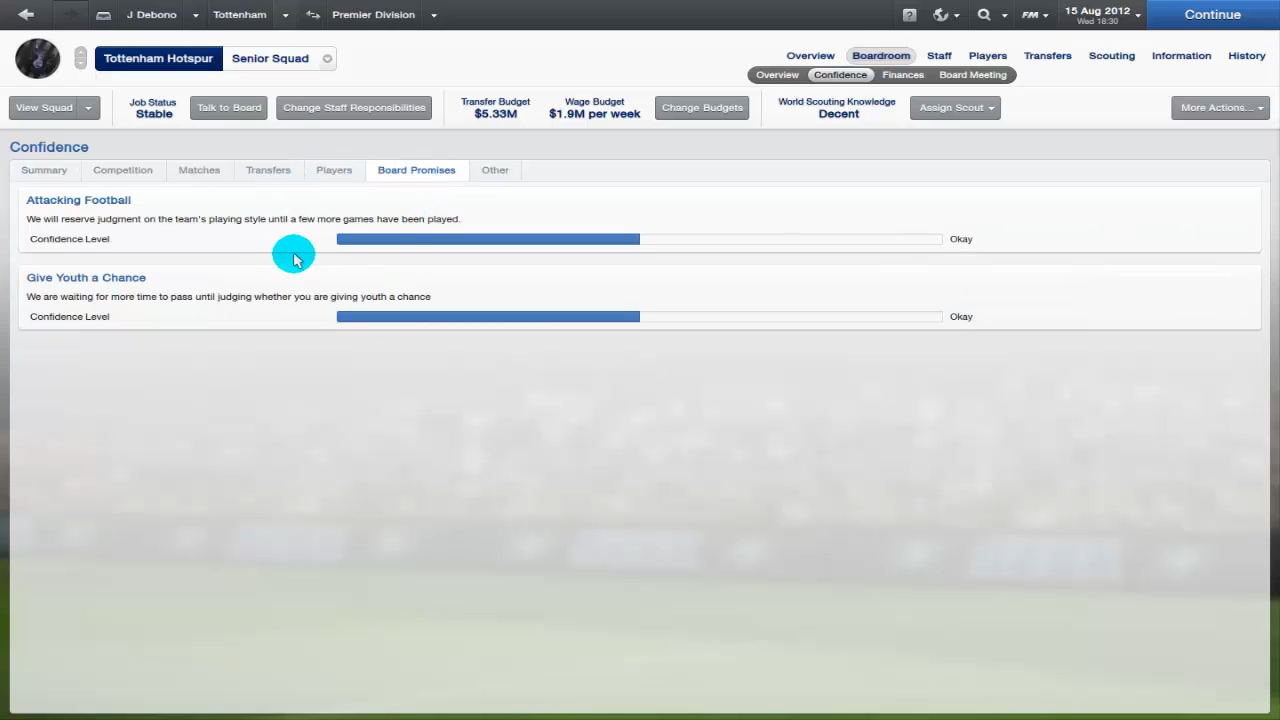 J Debono Tottenham Premier Division ? FM 15 Aug 2012 Continue
Wed 18:30
Tottenham Hotspur Senior Squad
Overview Boardroom Staff Players Transfers Scouting Information History
Overview Confidence Finances Board Meeting
View Squad Job Status Talk to Board Change Staff Responsibilities Transfer Budget Wage Budget Change Budgets World Scouting Knowledge Assign Scout More Actions...
Stable $5.33M $1.9M per week Decent
Confidence
Summary Competition Matches Transfers Players Board Promises Other
Attacking Football
We will reserve judgment on the team's playing style until a few more games have been played.
Confidence Level Okay
Give Youth a Chance
We are waiting for more time to pass until judging whether you are giving youth a chance
Confidence Level Okay